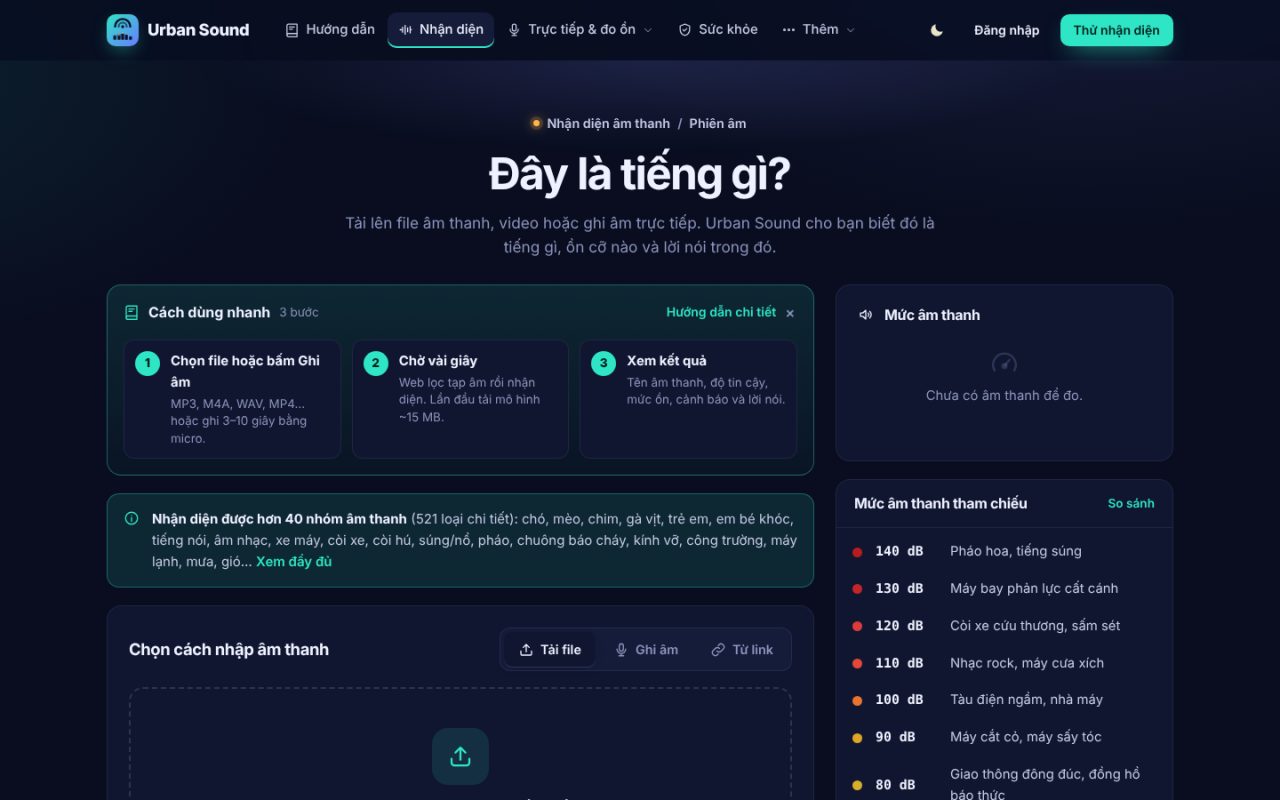 Urban Sound
Hướng dẫn
Nhận diện
Trực tiếp & đo ồn
Sức khỏe
Thêm
Đăng nhập
Thử nhận diện
Nhận diện âm thanh / Phiên âm
Đây là tiếng gì?
Tải lên file âm thanh, video hoặc ghi âm trực tiếp. Urban Sound cho bạn biết đó là
tiếng gì, ồn cỡ nào và lời nói trong đó.
Cách dùng nhanh 3 bước
Hướng dẫn chi tiết ×
1
Chọn file hoặc bấm Ghi
âm
MP3, M4A, WAV, MP4...
hoặc ghi 3–10 giây bằng
micro.
2
Chờ vài giây
Web lọc tạp âm rồi nhận
diện. Lần đầu tải mô hình
~15 MB.
3
Xem kết quả
Tên âm thanh, độ tin cậy,
mức ồn, cảnh báo và lời nói.
Nhận diện được hơn 40 nhóm âm thanh (521 loại chi tiết): chó, mèo, chim, gà vịt, trẻ em, em bé khóc,
tiếng nói, âm nhạc, xe máy, còi xe, còi hú, súng/nổ, pháo, chuông báo cháy, kính vỡ, công trường, máy
lạnh, mưa, gió... Xem đầy đủ
Chọn cách nhập âm thanh
Tải file
Ghi âm
Từ link
Mức âm thanh
Chưa có âm thanh để đo.
Mức âm thanh tham chiếu
So sánh
140 dB Pháo hoa, tiếng súng
130 dB Máy bay phản lực cất cánh
120 dB Còi xe cứu thương, sấm sét
110 dB Nhạc rock, máy cưa xích
100 dB Tàu điện ngầm, nhà máy
90 dB Máy cắt cỏ, máy sấy tóc
80 dB Giao thông đông đúc, đồng hồ
báo thức